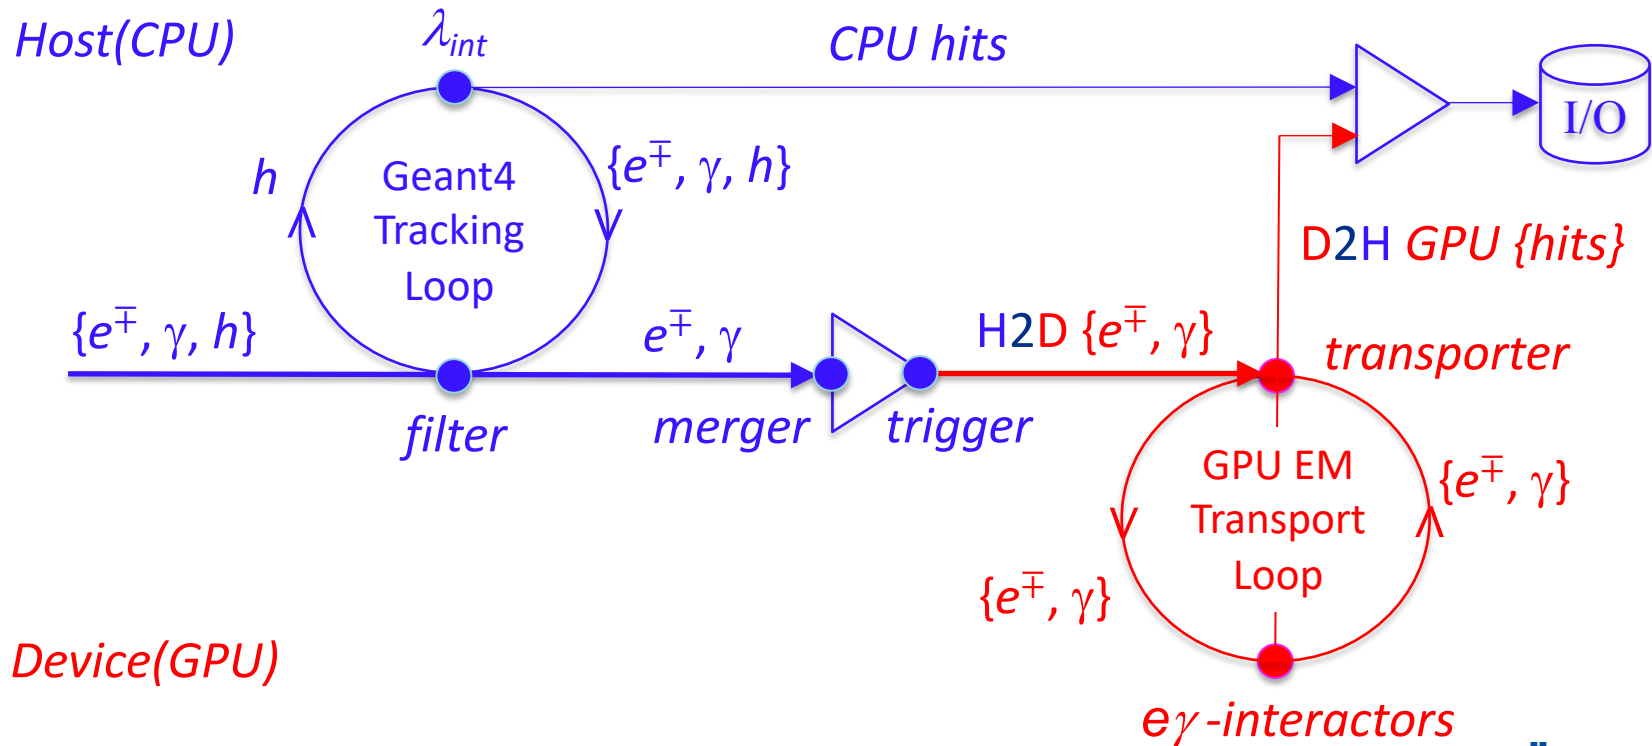 Host(CPU)
λint
CPU hits
I/O
h
Geant4
Tracking
Loop
{e∓, γ, h}
D2H GPU {hits}
{e∓, γ, h}
e∓, γ
H2D {e∓, γ}
transporter
filter
merger
trigger
GPU EM
Transport
Loop
{e∓, γ}
{e∓, γ}
Device(GPU)
eγ -interactors